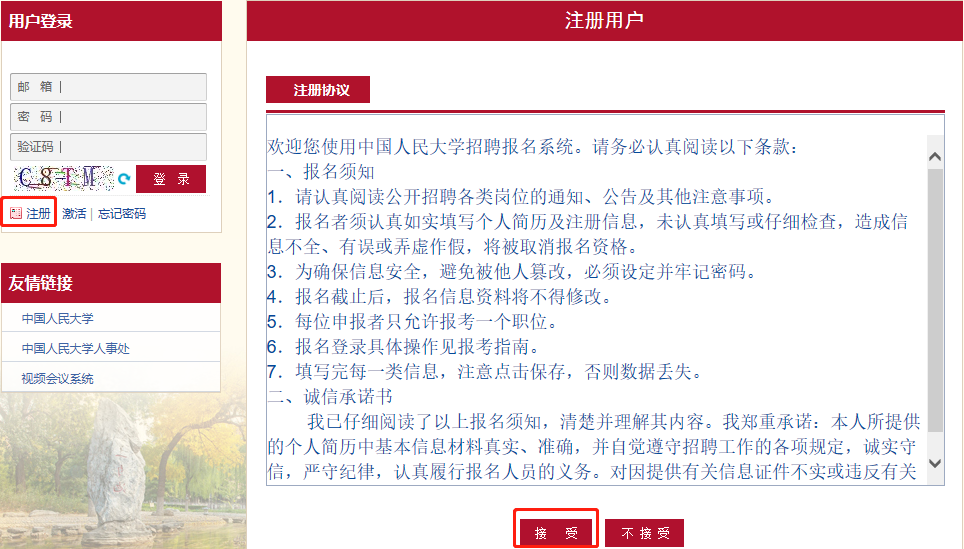 用户登录
邮 箱
密 码
验证码
C8-TM
登 录
注册 激活 | 忘记密码
友情链接
中国人民大学
中国人民大学人事处
视频会议系统
注册用户
注册协议
欢迎您使用中国人民大学招聘报名系统。请务必认真阅读以下条款：
一、报名须知
1. 请认真阅读公开招聘各类岗位的通知、公告及其他注意事项。
2. 报名者须认真如实填写个人简历及注册信息，未认真填写或仔细检查，造成信
息不全、有误或弄虚作假，将被取消报名资格。
3. 为确保信息安全，避免被他人篡改，必须设定并牢记密码。
4. 报名截止后，报名信息资料将不得修改。
5. 每位申报者只允许报考一个职位。
6. 报名登录具体操作见报考指南。
7. 填写完每一类信息，注意点击保存，否则数据丢失。
二、诚信承诺书
我已仔细阅读了以上报名须知，清楚并理解其内容。我郑重承诺：本人所提供
的个人简历中基本信息材料真实、准确，并自觉遵守招聘工作的各项规定，诚实守
信，严守纪律，认真履行报名人员的义务。对因提供有关信息证件不实或违反有关
接 受
不 接 受